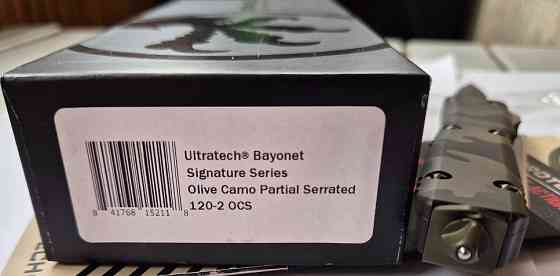 Ultratech® Bayonet
Signature Series
Olive Camo Partial Serrated
120-2 OCS
8 41768 15211 8